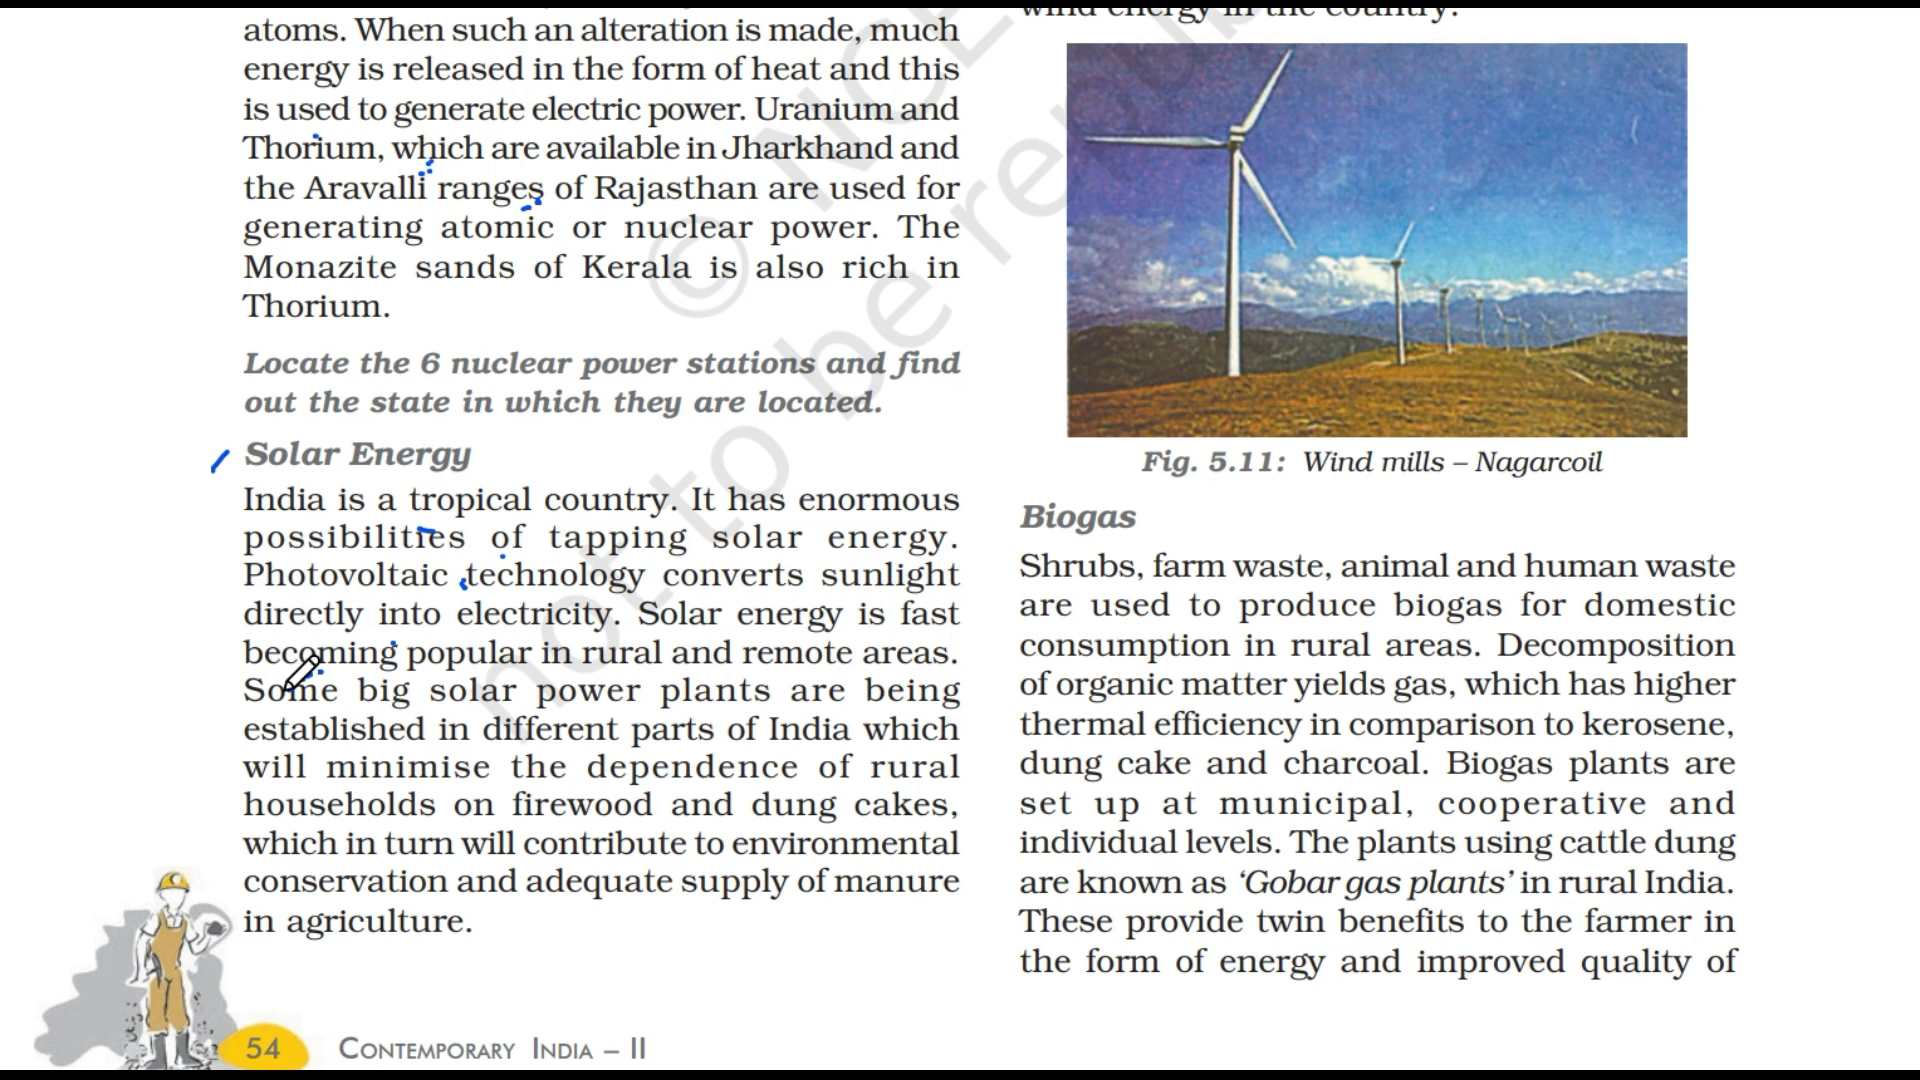 atoms. When such an alteration is made, much
energy is released in the form of heat and this
is used to generate electric power. Uranium and
Thorium, which are available in Jharkhand and
the Aravalli ranges of Rajasthan are used for
generating atomic or nuclear power. The
Monazite sands of Kerala is also rich in
Thorium.
Locate the 6 nuclear power stations and find
out the state in which they are located.
Solar Energy
India is a tropical country. It has enormous
possibilities of tapping solar energy.
Photovoltaic technology converts sunlight
directly into electricity. Solar energy is fast
becoming popular in rural and remote areas.
Some big solar power plants are being
established in different parts of India which
will minimise the dependence of rural
households on firewood and dung cakes,
which in turn will contribute to environmental
conservation and adequate supply of manure
in agriculture.
wind energy in the country.
Fig. 5.11: Wind mills – Nagarcoil
Biogas
Shrubs, farm waste, animal and human waste
are used to produce biogas for domestic
consumption in rural areas. Decomposition
of organic matter yields gas, which has higher
thermal efficiency in comparison to kerosene,
dung cake and charcoal. Biogas plants are
set up at municipal, cooperative and
individual levels. The plants using cattle dung
are known as ‘Gobar gas plants’ in rural India.
These provide twin benefits to the farmer in
the form of energy and improved quality of
54 CONTEMPORARY INDIA – II
© NCE
not to be